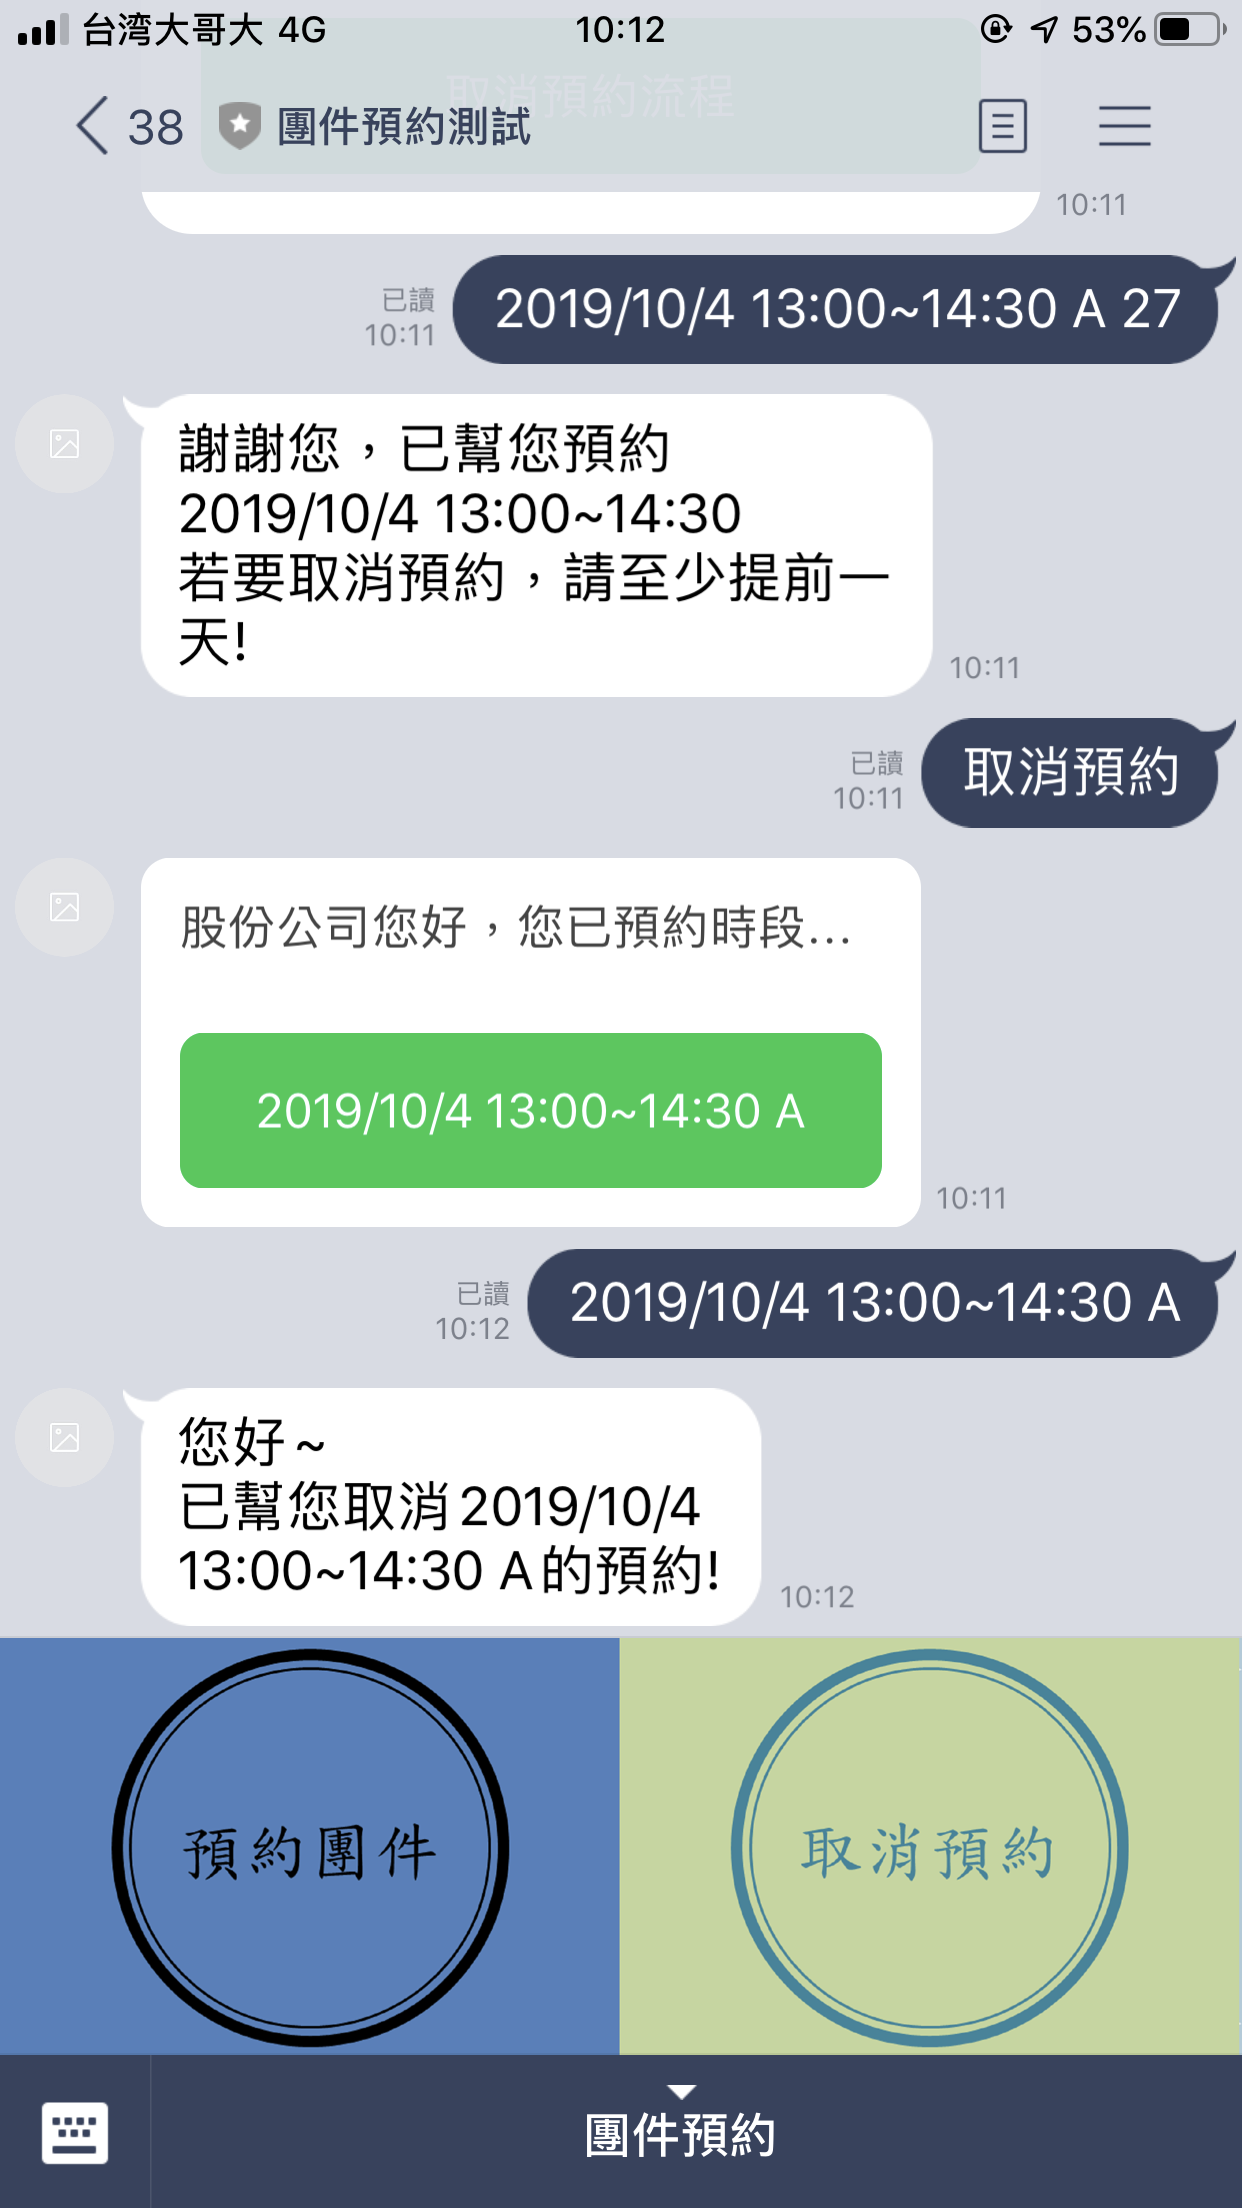 台湾大哥大 4G 10:12 53%
取消預約流程
38 團件預約測試
10:11
已讀
10:11
2019/10/4 13:00~14:30 A 27
謝謝您，已幫您預約
2019/10/4 13:00~14:30
若要取消預約，請至少提前一
天!
10:11
已讀
10:11
取消預約
股份公司您好，您已預約時段...
2019/10/4 13:00~14:30 A
10:11
已讀
10:12
2019/10/4 13:00~14:30 A
您好~
已幫您取消2019/10/4
13:00~14:30 A的預約!
10:12
預約團件
取消預約
團件預約